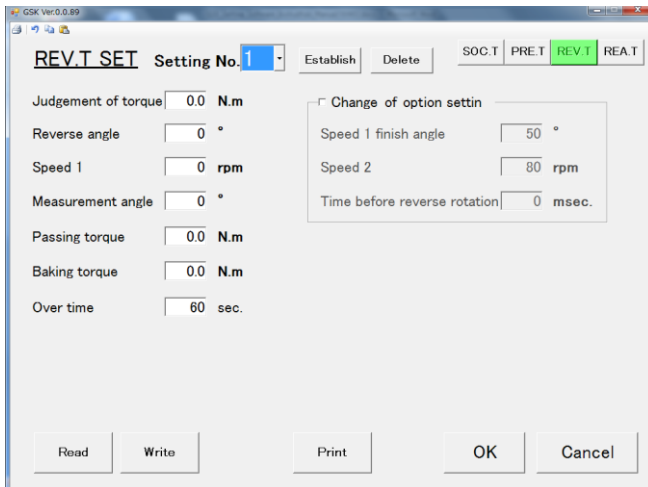 GSK Ver.0.0.89
REV.T SET Setting No. 1 Establish Delete SOC.T PRE.T REV.T REA.T
Judgement of torque 0.0 N.m
Change of option settin
Reverse angle 0 °
Speed 1 finish angle 50 °
Speed 1 0 rpm
Speed 2 80 rpm
Measurement angle 0 °
Time before reverse rotation 0 msec.
Passing torque 0.0 N.m
Baking torque 0.0 N.m
Over time 60 sec.
Read Write Print OK Cancel